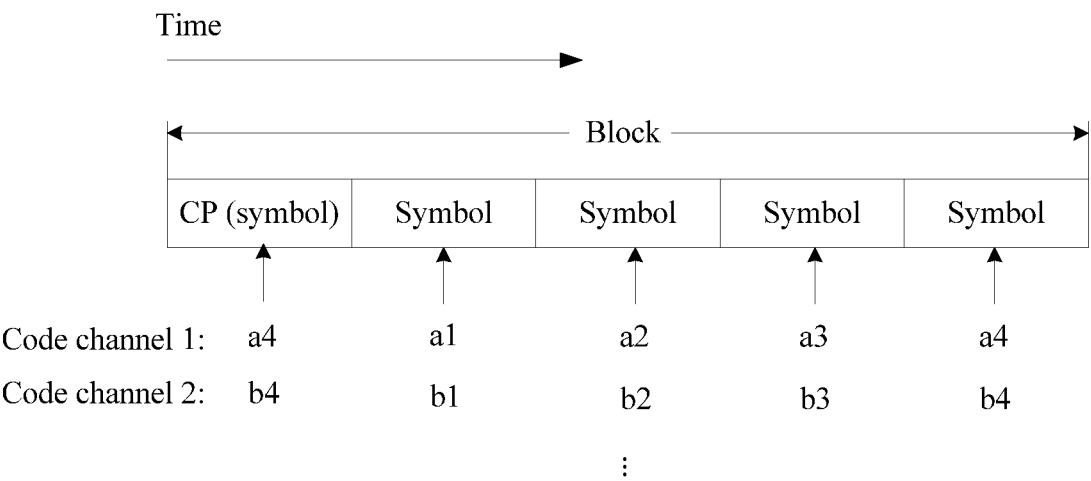 Time
Block
CP (symbol) Symbol Symbol Symbol Symbol
Code channel 1: a4 a1 a2 a3 a4
Code channel 2: b4 b1 b2 b3 b4
⋮